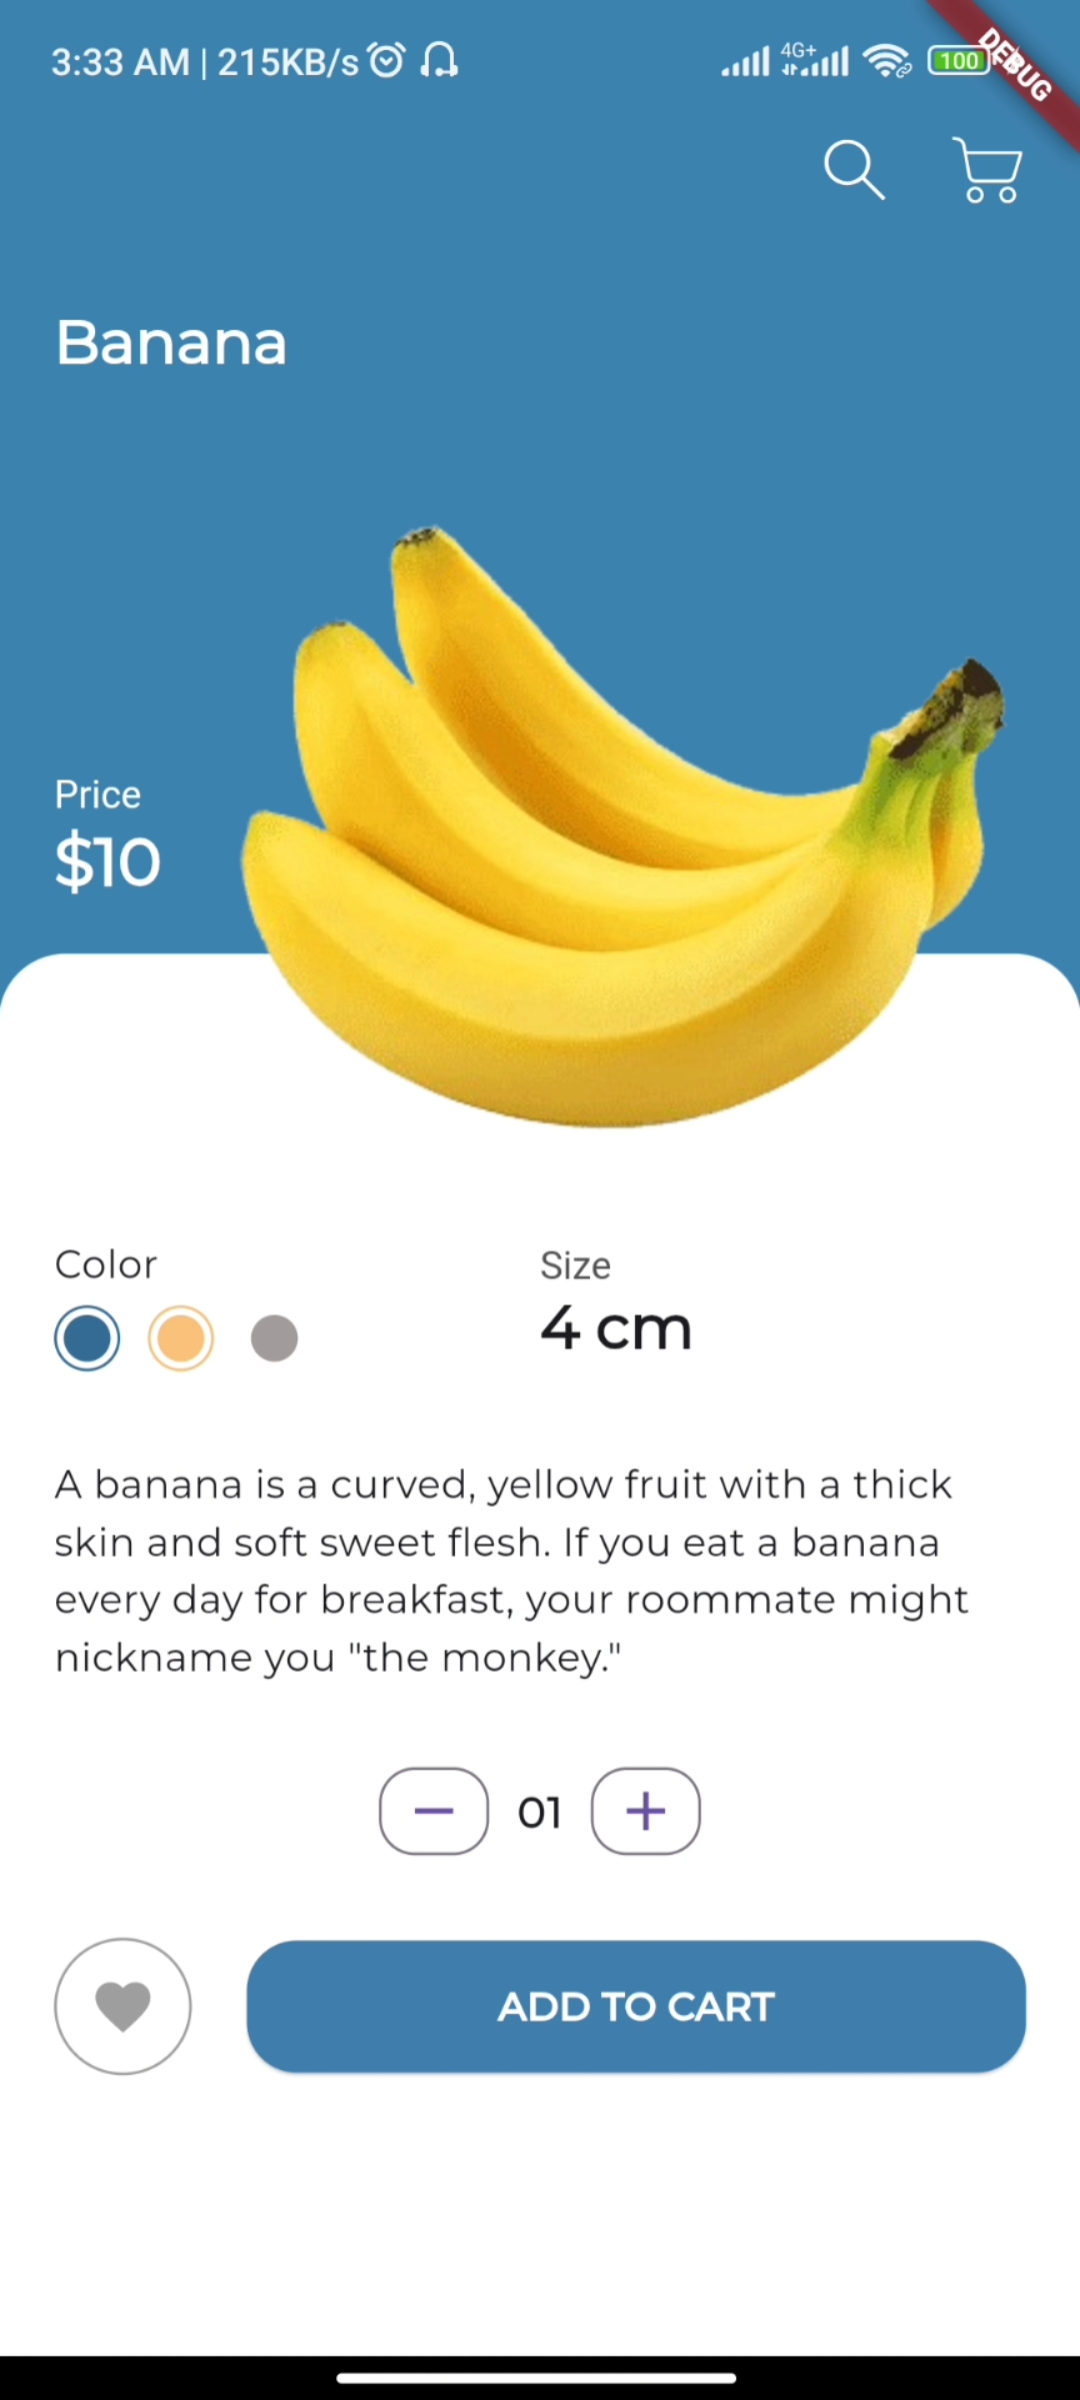 3:33 AM | 215KB/s
4G+
100
DEBUG
Banana
Price
$10
Color
Size
4 cm
A banana is a curved, yellow fruit with a thick
skin and soft sweet flesh. If you eat a banana
every day for breakfast, your roommate might
nickname you "the monkey."
01
ADD TO CART